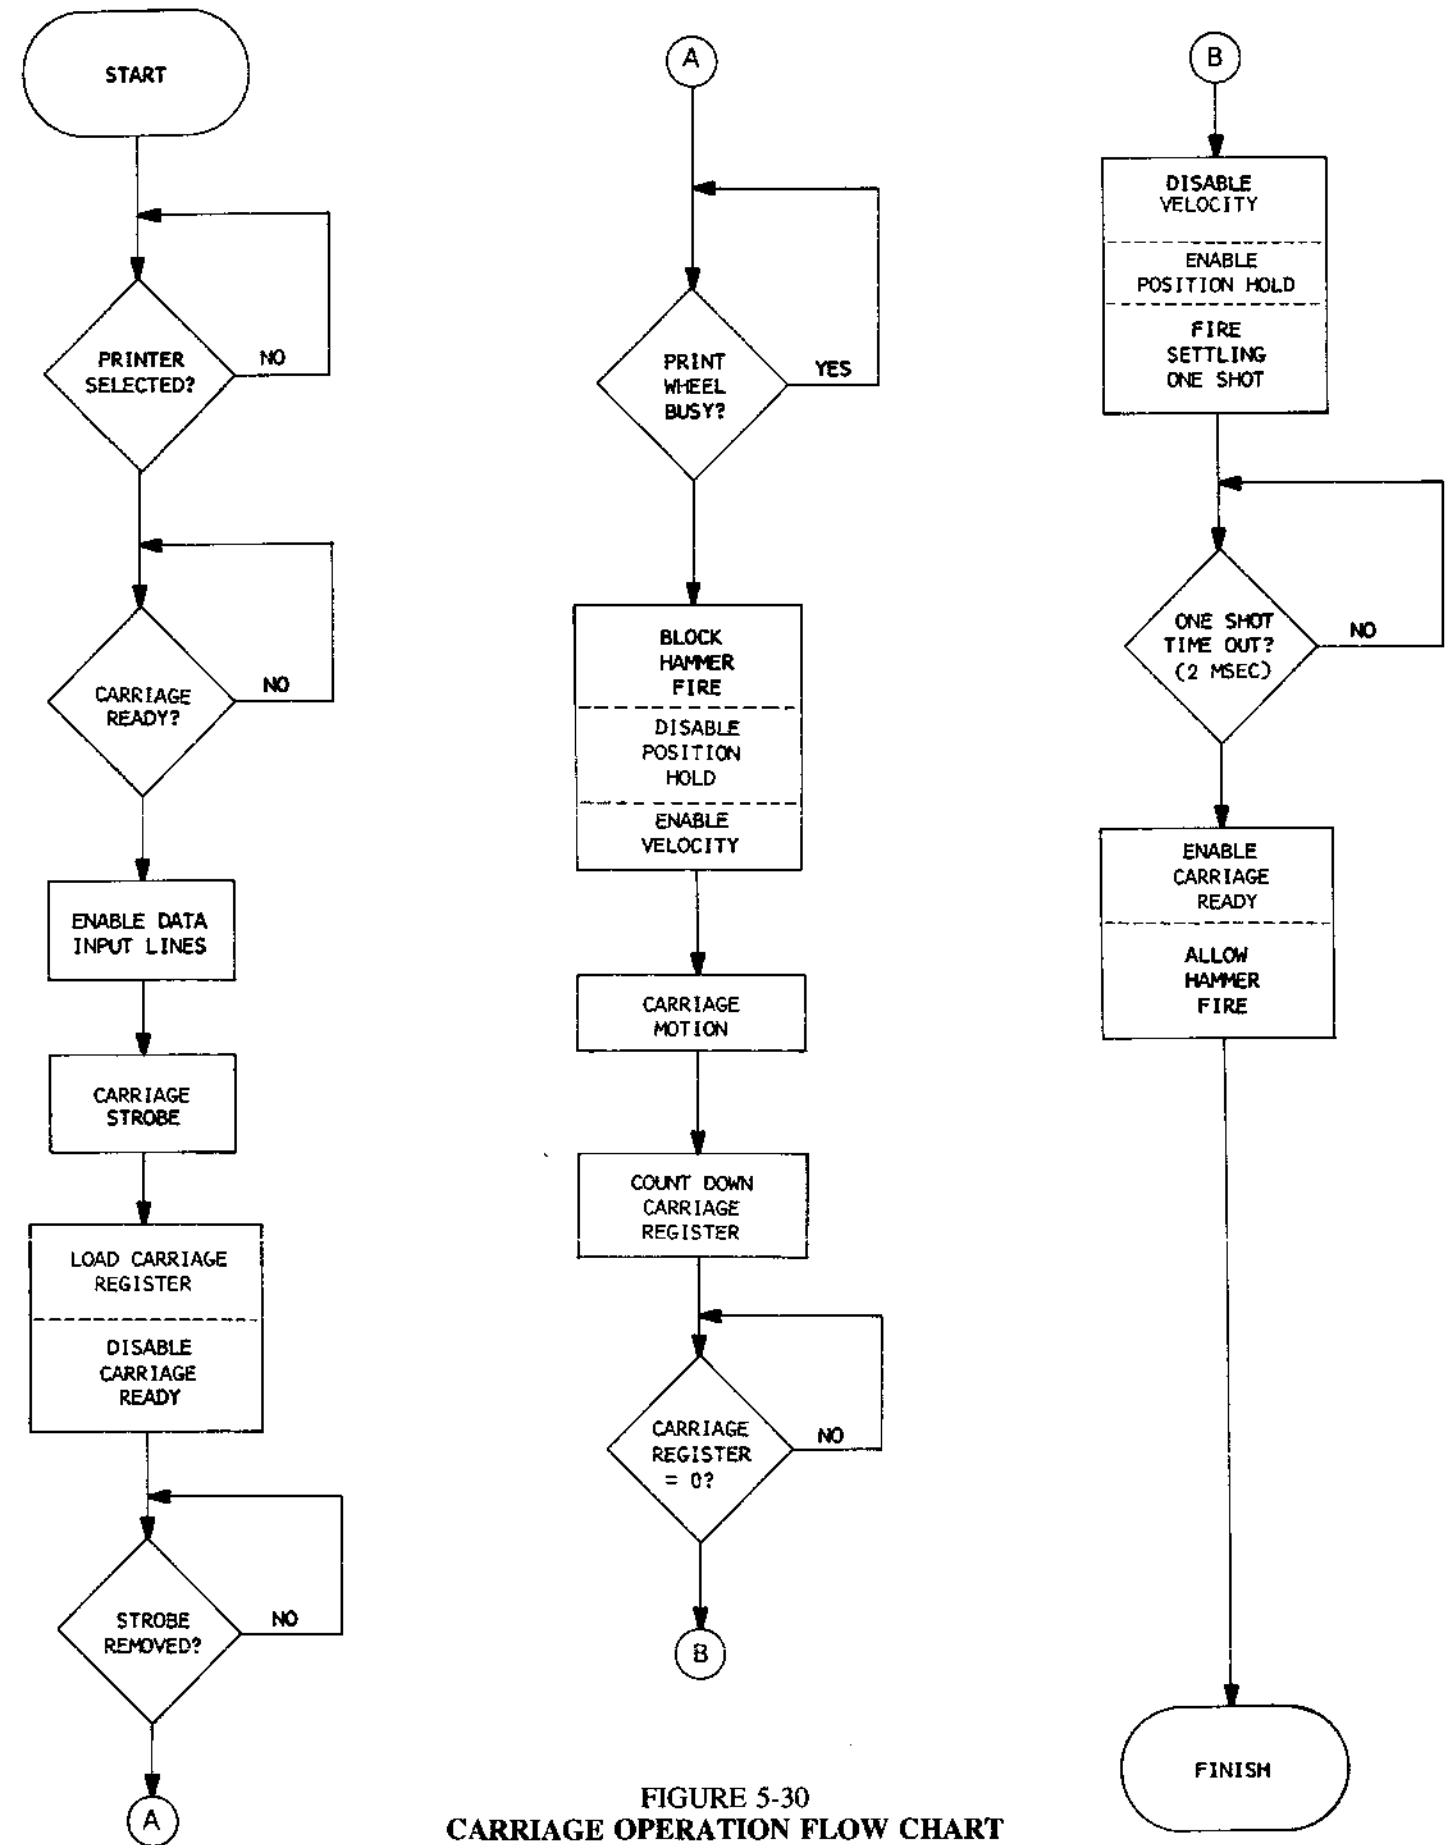 START
PRINTER
SELECTED?
NO
CARRIAGE
READY?
NO
ENABLE DATA
INPUT LINES
CARRIAGE
STROBE
LOAD CARRIAGE
REGISTER
DISABLE
CARRIAGE
READY
STROBE
REMOVED?
NO
A
A
PRINT
WHEEL
BUSY?
YES
BLOCK
HAMMER
FIRE
DISABLE
POSITION
HOLD
ENABLE
VELOCITY
CARRIAGE
MOTION
COUNT DOWN
CARRIAGE
REGISTER
CARRIAGE
REGISTER
= 0?
NO
B
B
DISABLE
VELOCITY
ENABLE
POSITION HOLD
FIRE
SETTLING
ONE SHOT
ONE SHOT
TIME OUT?
(2 MSEC)
NO
ENABLE
CARRIAGE
READY
ALLOW
HAMMER
FIRE
FINISH
FIGURE 5-30
CARRIAGE OPERATION FLOW CHART